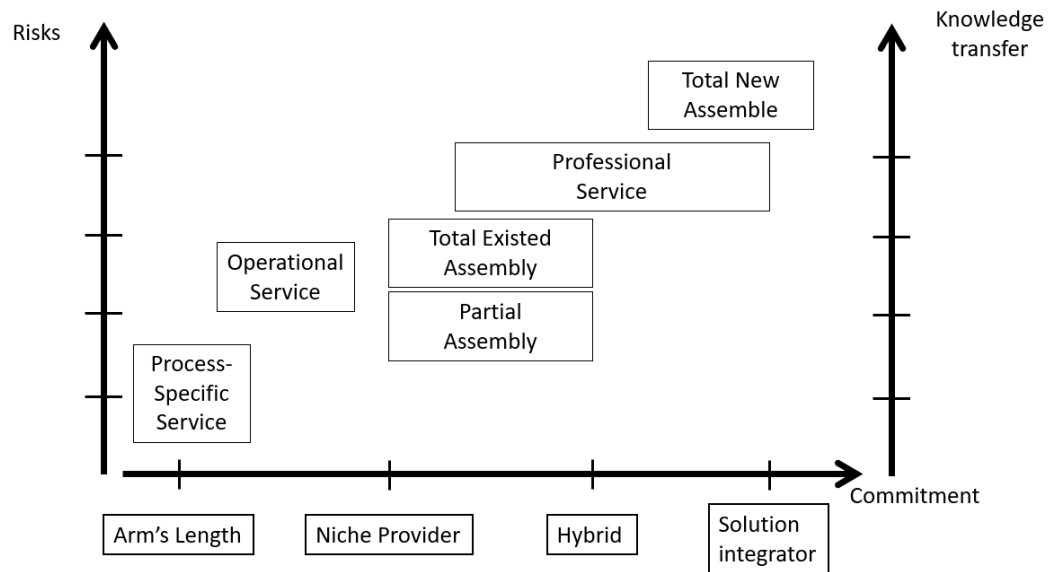 Risks
Knowledge
transfer
Total New
Assemble
Professional
Service
Total Existed
Assembly
Operational
Service
Partial
Assembly
Process-
Specific
Service
Commitment
Arm's Length
Niche Provider
Hybrid
Solution
integrator